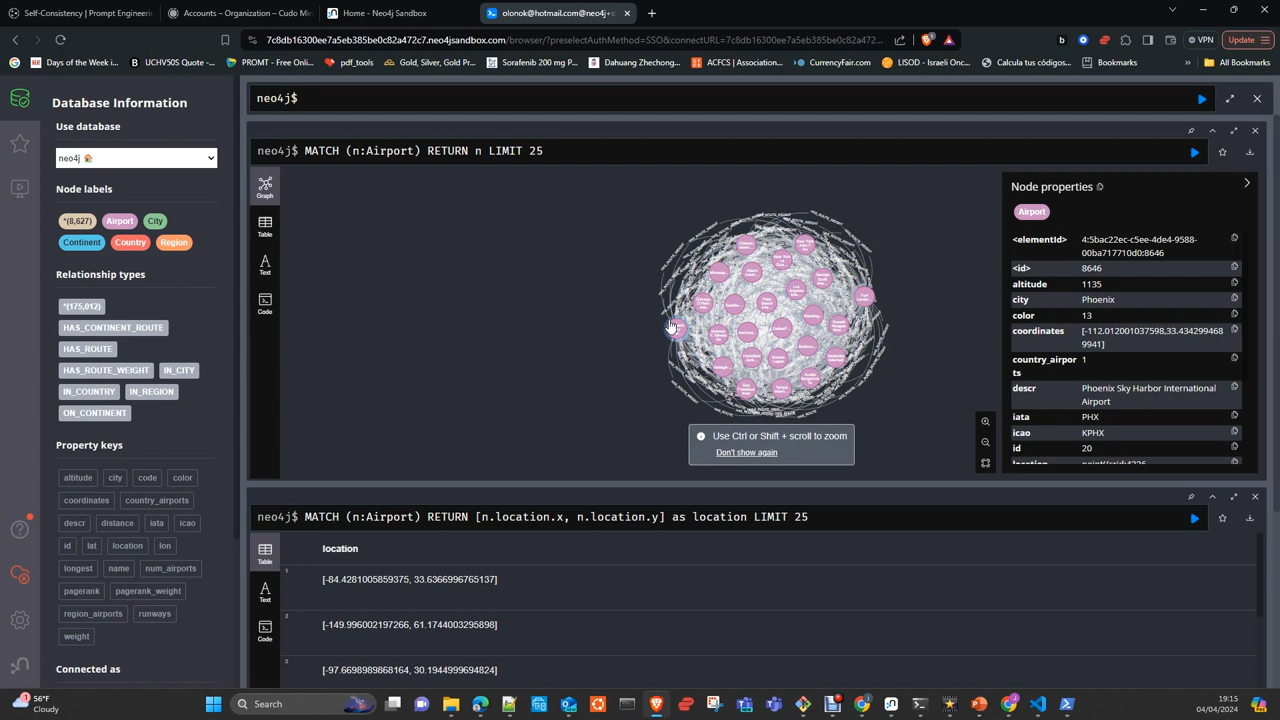 Self-Consistency | Prompt Engineerin
Accounts – Organization – Cudo Min
Home - Neo4j Sandbox
olonok@hotmail.com@neo4j+s
7c8db16300ee7a5eb385bec8b42a472c7.neo4jsandbox.com/browser/?preselectAuthMethod=SSO&connectURL=7c8db16300ee7a5eb385bec8b42a472...
VPN
Update
Days of the Week i...
UCHV50S Quote -...
PROMT - Free Onli...
pdf_tools
Gold, Silver, Gold Pr...
Sorafenib 200 mg P...
Dahuang Zhechong...
ACFCS | Association...
CurrencyFair.com
LISOD - Israeli Onco...
Calcula tus códigos...
Bookmarks
All Bookmarks
Database Information
Use database
neo4j
Node labels
*(8,627)
Airport
City
Continent
Country
Region
Relationship types
*(175,012)
HAS_CONTINENT_ROUTE
HAS_ROUTE
HAS_ROUTE_WEIGHT
IN_CITY
IN_COUNTRY
IN_REGION
ON_CONTINENT
Property keys
altitude
city
code
color
coordinates
country_airports
descr
distance
iata
icao
id
lat
location
lon
longest
name
num_airports
pagerank
pagerank_weight
region_airports
runways
weight
Connected as
neo4j$
neo4j$ MATCH (n:Airport) RETURN n LIMIT 25
Graph
Table
Text
Code
Use Ctrl or Shift + scroll to zoom
Don't show again
Node properties
Airport
<elementId>
4:5bac22ec-c5ee-4de4-9588-
00ba717710d0:8646
<id>
8646
altitude
1135
city
Phoenix
color
13
coordinates
[-112.012001037598,33.434299468
9941]
country_airpor
ts
1
descr
Phoenix Sky Harbor International
Airport
iata
PHX
icao
KPHX
id
20
location
neo4j$ MATCH (n:Airport) RETURN [n.location.x, n.location.y] as location LIMIT 25
Table
Text
Code
location
1
[-84.4281005859375, 33.6366996765137]
2
[-149.996002197266, 61.1744003295898]
3
[-97.6698989868164, 30.1944999694824]
56°F
Cloudy
Search
19:15
04/04/2024